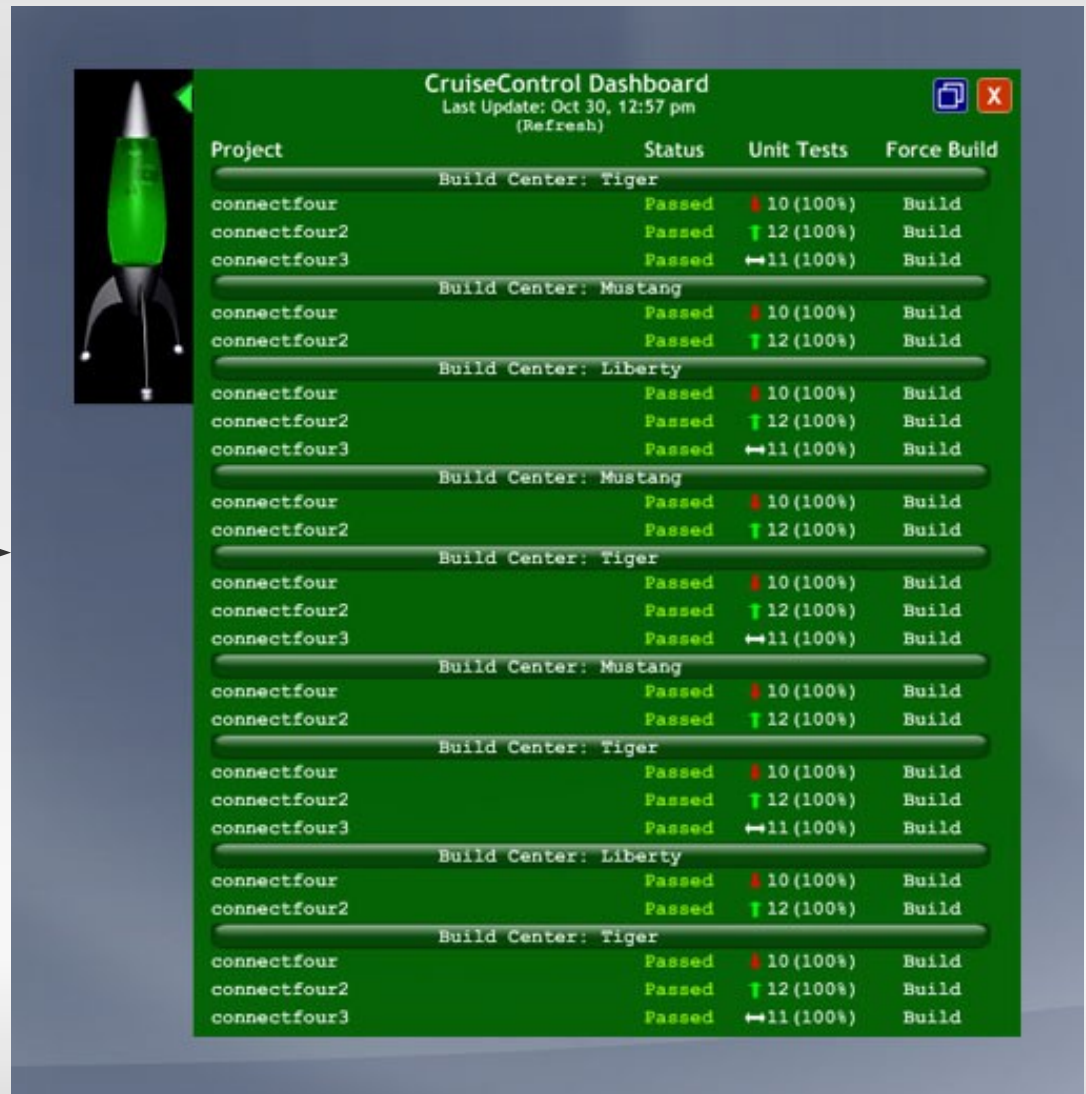 CruiseControl Dashboard
Last Update: Oct 30, 12:57 pm
(Refresh)
X
Project Status Unit Tests Force Build
Build Center: Tiger
connectfour Passed 10(100%) Build
connectfour2 Passed 12(100%) Build
connectfour3 Passed 11(100%) Build
Build Center: Mustang
connectfour Passed 10(100%) Build
connectfour2 Passed 12(100%) Build
Build Center: Liberty
connectfour Passed 10(100%) Build
connectfour2 Passed 12(100%) Build
connectfour3 Passed 11(100%) Build
Build Center: Mustang
connectfour Passed 10(100%) Build
connectfour2 Passed 12(100%) Build
Build Center: Tiger
connectfour Passed 10(100%) Build
connectfour2 Passed 12(100%) Build
connectfour3 Passed 11(100%) Build
Build Center: Mustang
connectfour Passed 10(100%) Build
connectfour2 Passed 12(100%) Build
Build Center: Tiger
connectfour Passed 10(100%) Build
connectfour2 Passed 12(100%) Build
connectfour3 Passed 11(100%) Build
Build Center: Liberty
connectfour Passed 10(100%) Build
connectfour2 Passed 12(100%) Build
Build Center: Tiger
connectfour Passed 10(100%) Build
connectfour2 Passed 12(100%) Build
connectfour3 Passed 11(100%) Build